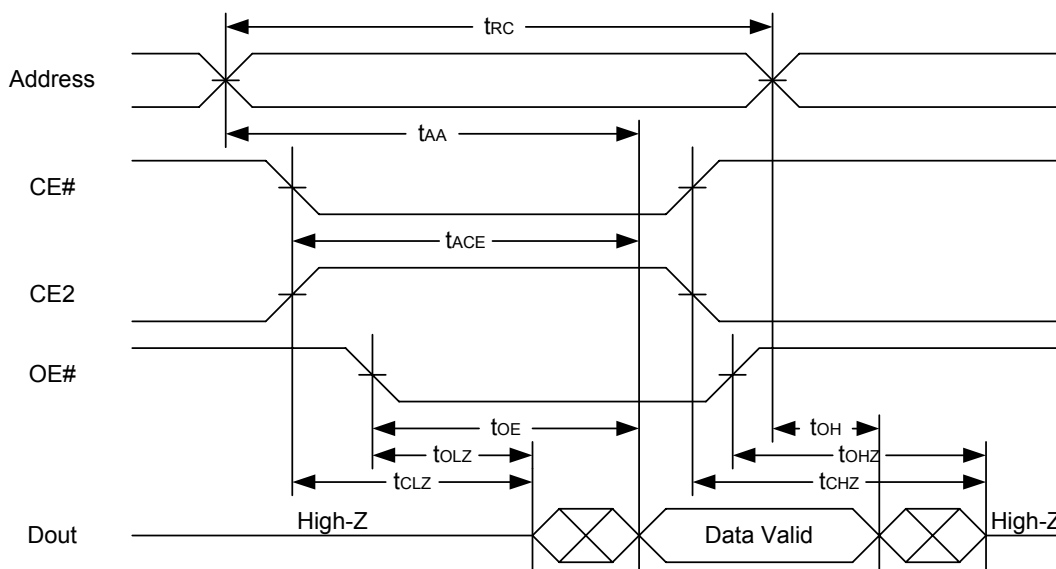 tRC
Address
tAA
CE#
tACE
CE2
OE#
tOE
tOH
tOLZ
tOHZ
tCLZ
tCHZ
High-Z
Data Valid
High-Z
Dout